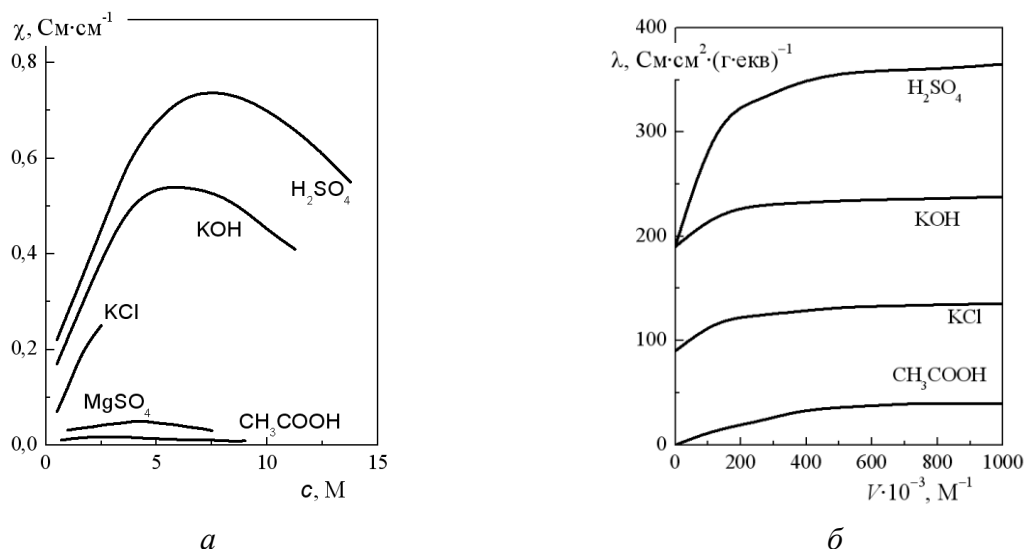 χ, См·см⁻¹
0,8
0,6
0,4
0,2
0,0
0
5
10
15
c, М
H₂SO₄
KOH
KCl
MgSO₄
CH₃COOH
а
400
λ, См·см²·(г·екв)⁻¹
300
200
100
0
0
200
400
600
800
1000
V·10⁻³, М⁻¹
H₂SO₄
KOH
KCl
CH₃COOH
б